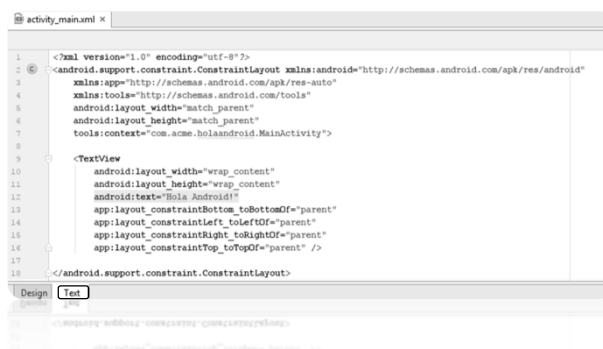 activity_main.xml ×
1 <?xml version="1.0" encoding="utf-8"?>
2 C <android.support.constraint.ConstraintLayout xmlns:android="http://schemas.android.com/apk/res/android"
3 xmlns:app="http://schemas.android.com/apk/res-auto"
4 xmlns:tools="http://schemas.android.com/tools"
5 android:layout_width="match_parent"
6 android:layout_height="match_parent"
7 tools:context="com.acme.holaandroid.MainActivity">
8
9 <TextView
10 android:layout_width="wrap_content"
11 android:layout_height="wrap_content"
12 android:text="Hola Android!"
13 app:layout_constraintBottom_toBottomOf="parent"
14 app:layout_constraintLeft_toLeftOf="parent"
15 app:layout_constraintRight_toRightOf="parent"
16 app:layout_constraintTop_toTopOf="parent" />
17
18 </android.support.constraint.ConstraintLayout>
Design Text